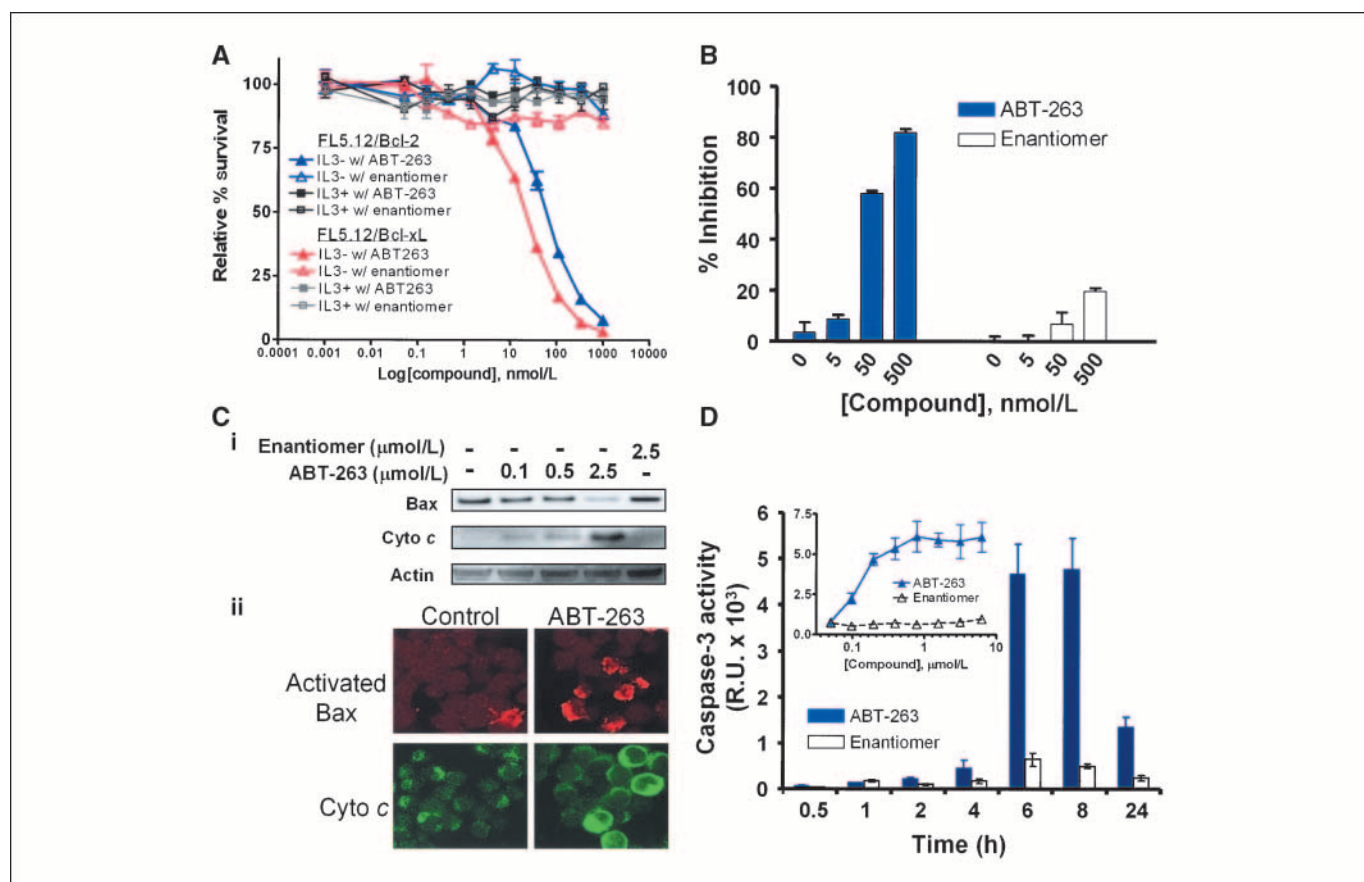 A
Relative % survival
100
75
50
25
0
FL5.12/Bcl-2
IL3- w/ ABT-263
IL3- w/ enantiomer
IL3+ w/ ABT-263
IL3+ w/ enantiomer
FL5.12/Bcl-xL
IL3- w/ ABT263
IL3- w/ enantiomer
IL3+ w/ ABT263
IL3+ w/ enantiomer
0.0001 0.001 0.01 0.1 1 10 100 1000 10000
Log[compound], nmol/L
B
% Inhibition
100
80
60
40
20
0
ABT-263
Enantiomer
0 5 50 500 0 5 50 500
[Compound], nmol/L
C
i
Enantiomer (μmol/L) - - - - 2.5
ABT-263 (μmol/L) - 0.1 0.5 2.5 -
Bax
Cyto c
Actin
ii
Control ABT-263
Activated
Bax
Cyto c
D
Caspase-3 activity
(R.U. x 10³)
6
5
4
3
2
1
0
7.5
5.0
2.5
0.0
ABT-263
Enantiomer
0.1 1 10
[Compound], μmol/L
ABT-263
Enantiomer
0.5 1 2 4 6 8 24
Time (h)